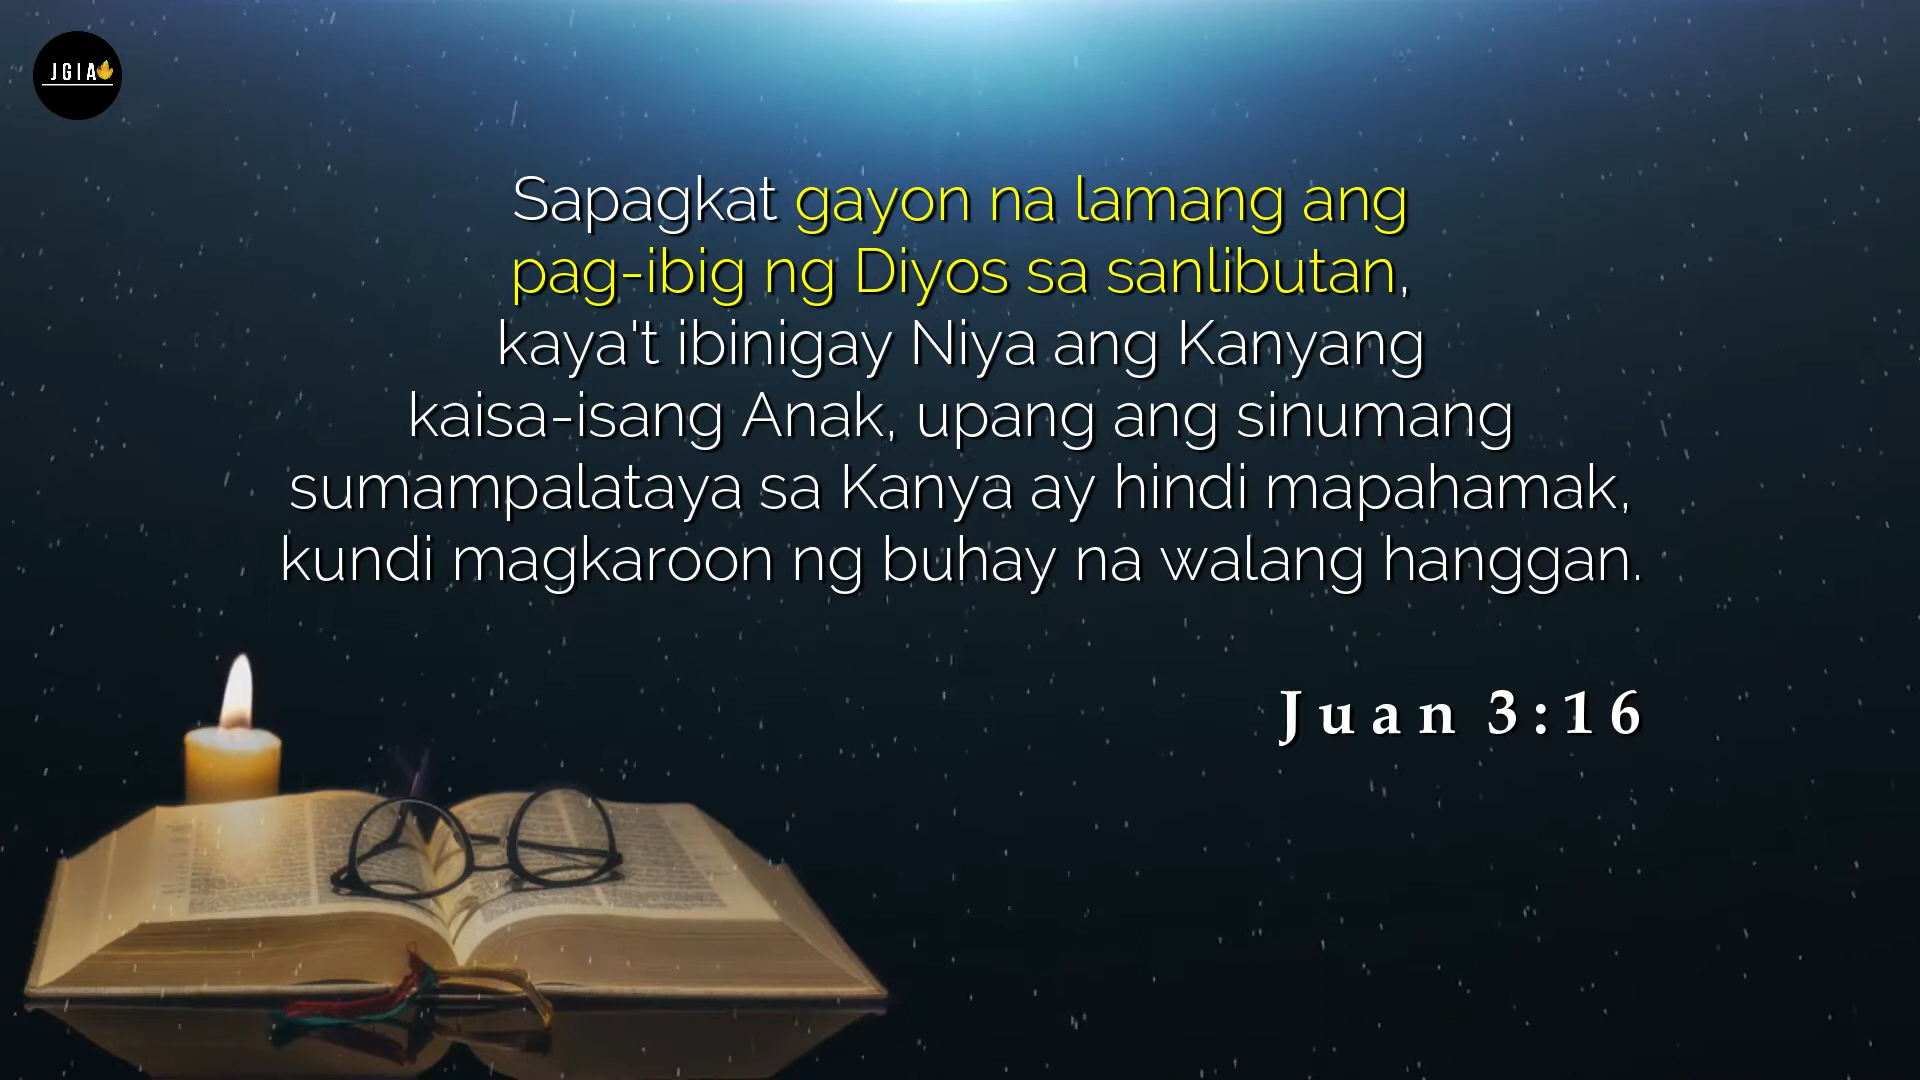 JGIA
Sapagkat gayon na lamang ang
pag-ibig ng Diyos sa sanlibutan,
kaya't ibinigay Niya ang Kanyang
kaisa-isang Anak, upang ang sinumang
sumampalataya sa Kanya ay hindi mapahamak,
kundi magkaroon ng buhay na walang hanggan.
Juan 3:16